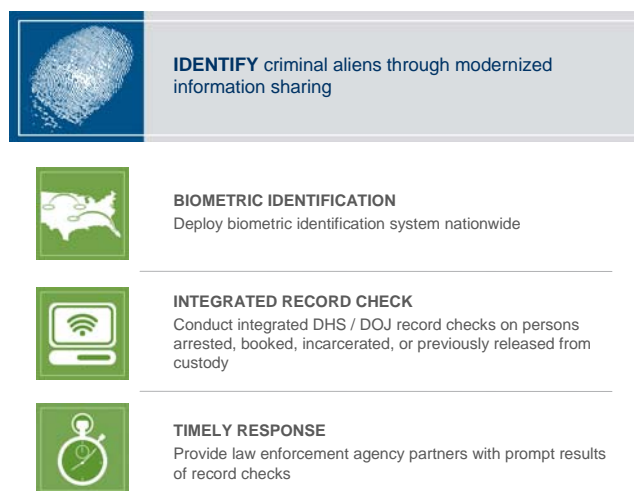 IDENTIFY criminal aliens through modernized
information sharing
BIOMETRIC IDENTIFICATION
Deploy biometric identification system nationwide
INTEGRATED RECORD CHECK
Conduct integrated DHS / DOJ record checks on persons
arrested, booked, incarcerated, or previously released from
custody
TIMELY RESPONSE
Provide law enforcement agency partners with prompt results
of record checks